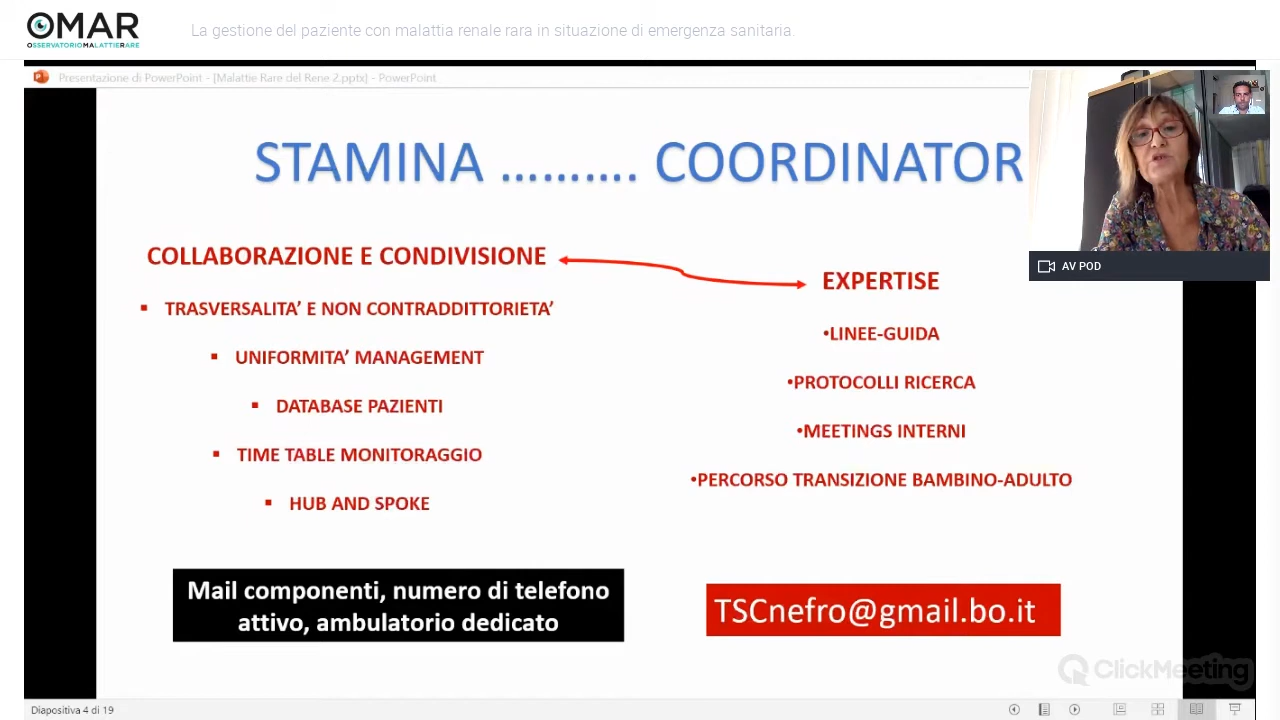 OMAR
OSSERVATORIOMALATTIERARE
La gestione del paziente con malattia renale rara in situazione di emergenza sanitaria.
Presentazione di PowerPoint - [Malattie Rare del Rene 2.pptx] - PowerPoint
STAMINA .......... COORDINATOR
AV POD
COLLABORAZIONE E CONDIVISIONE
▪ TRASVERSALITA’ E NON CONTRADDITTORIETA’
▪ UNIFORMITA’ MANAGEMENT
▪ DATABASE PAZIENTI
▪ TIME TABLE MONITORAGGIO
▪ HUB AND SPOKE
EXPERTISE
•LINEE-GUIDA
•PROTOCOLLI RICERCA
•MEETINGS INTERNI
•PERCORSO TRANSIZIONE BAMBINO-ADULTO
Mail componenti, numero di telefono
attivo, ambulatorio dedicato
TSCnefro@gmail.bo.it
ClickMeeting
Diapositiva 4 di 19